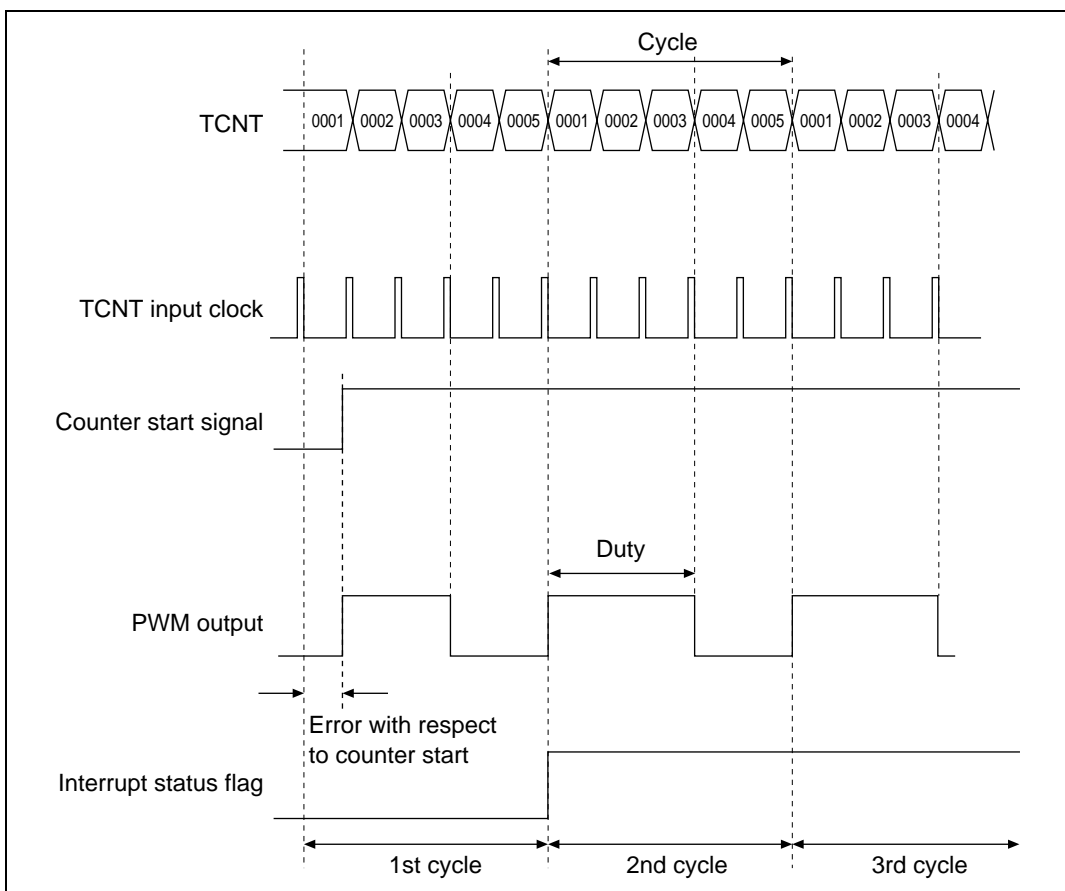 Cycle
TCNT 0001 0002 0003 0004 0005 0001 0002 0003 0004 0005 0001 0002 0003 0004
TCNT input clock
Counter start signal
Duty
PWM output
Error with respect
to counter start
Interrupt status flag
1st cycle 2nd cycle 3rd cycle